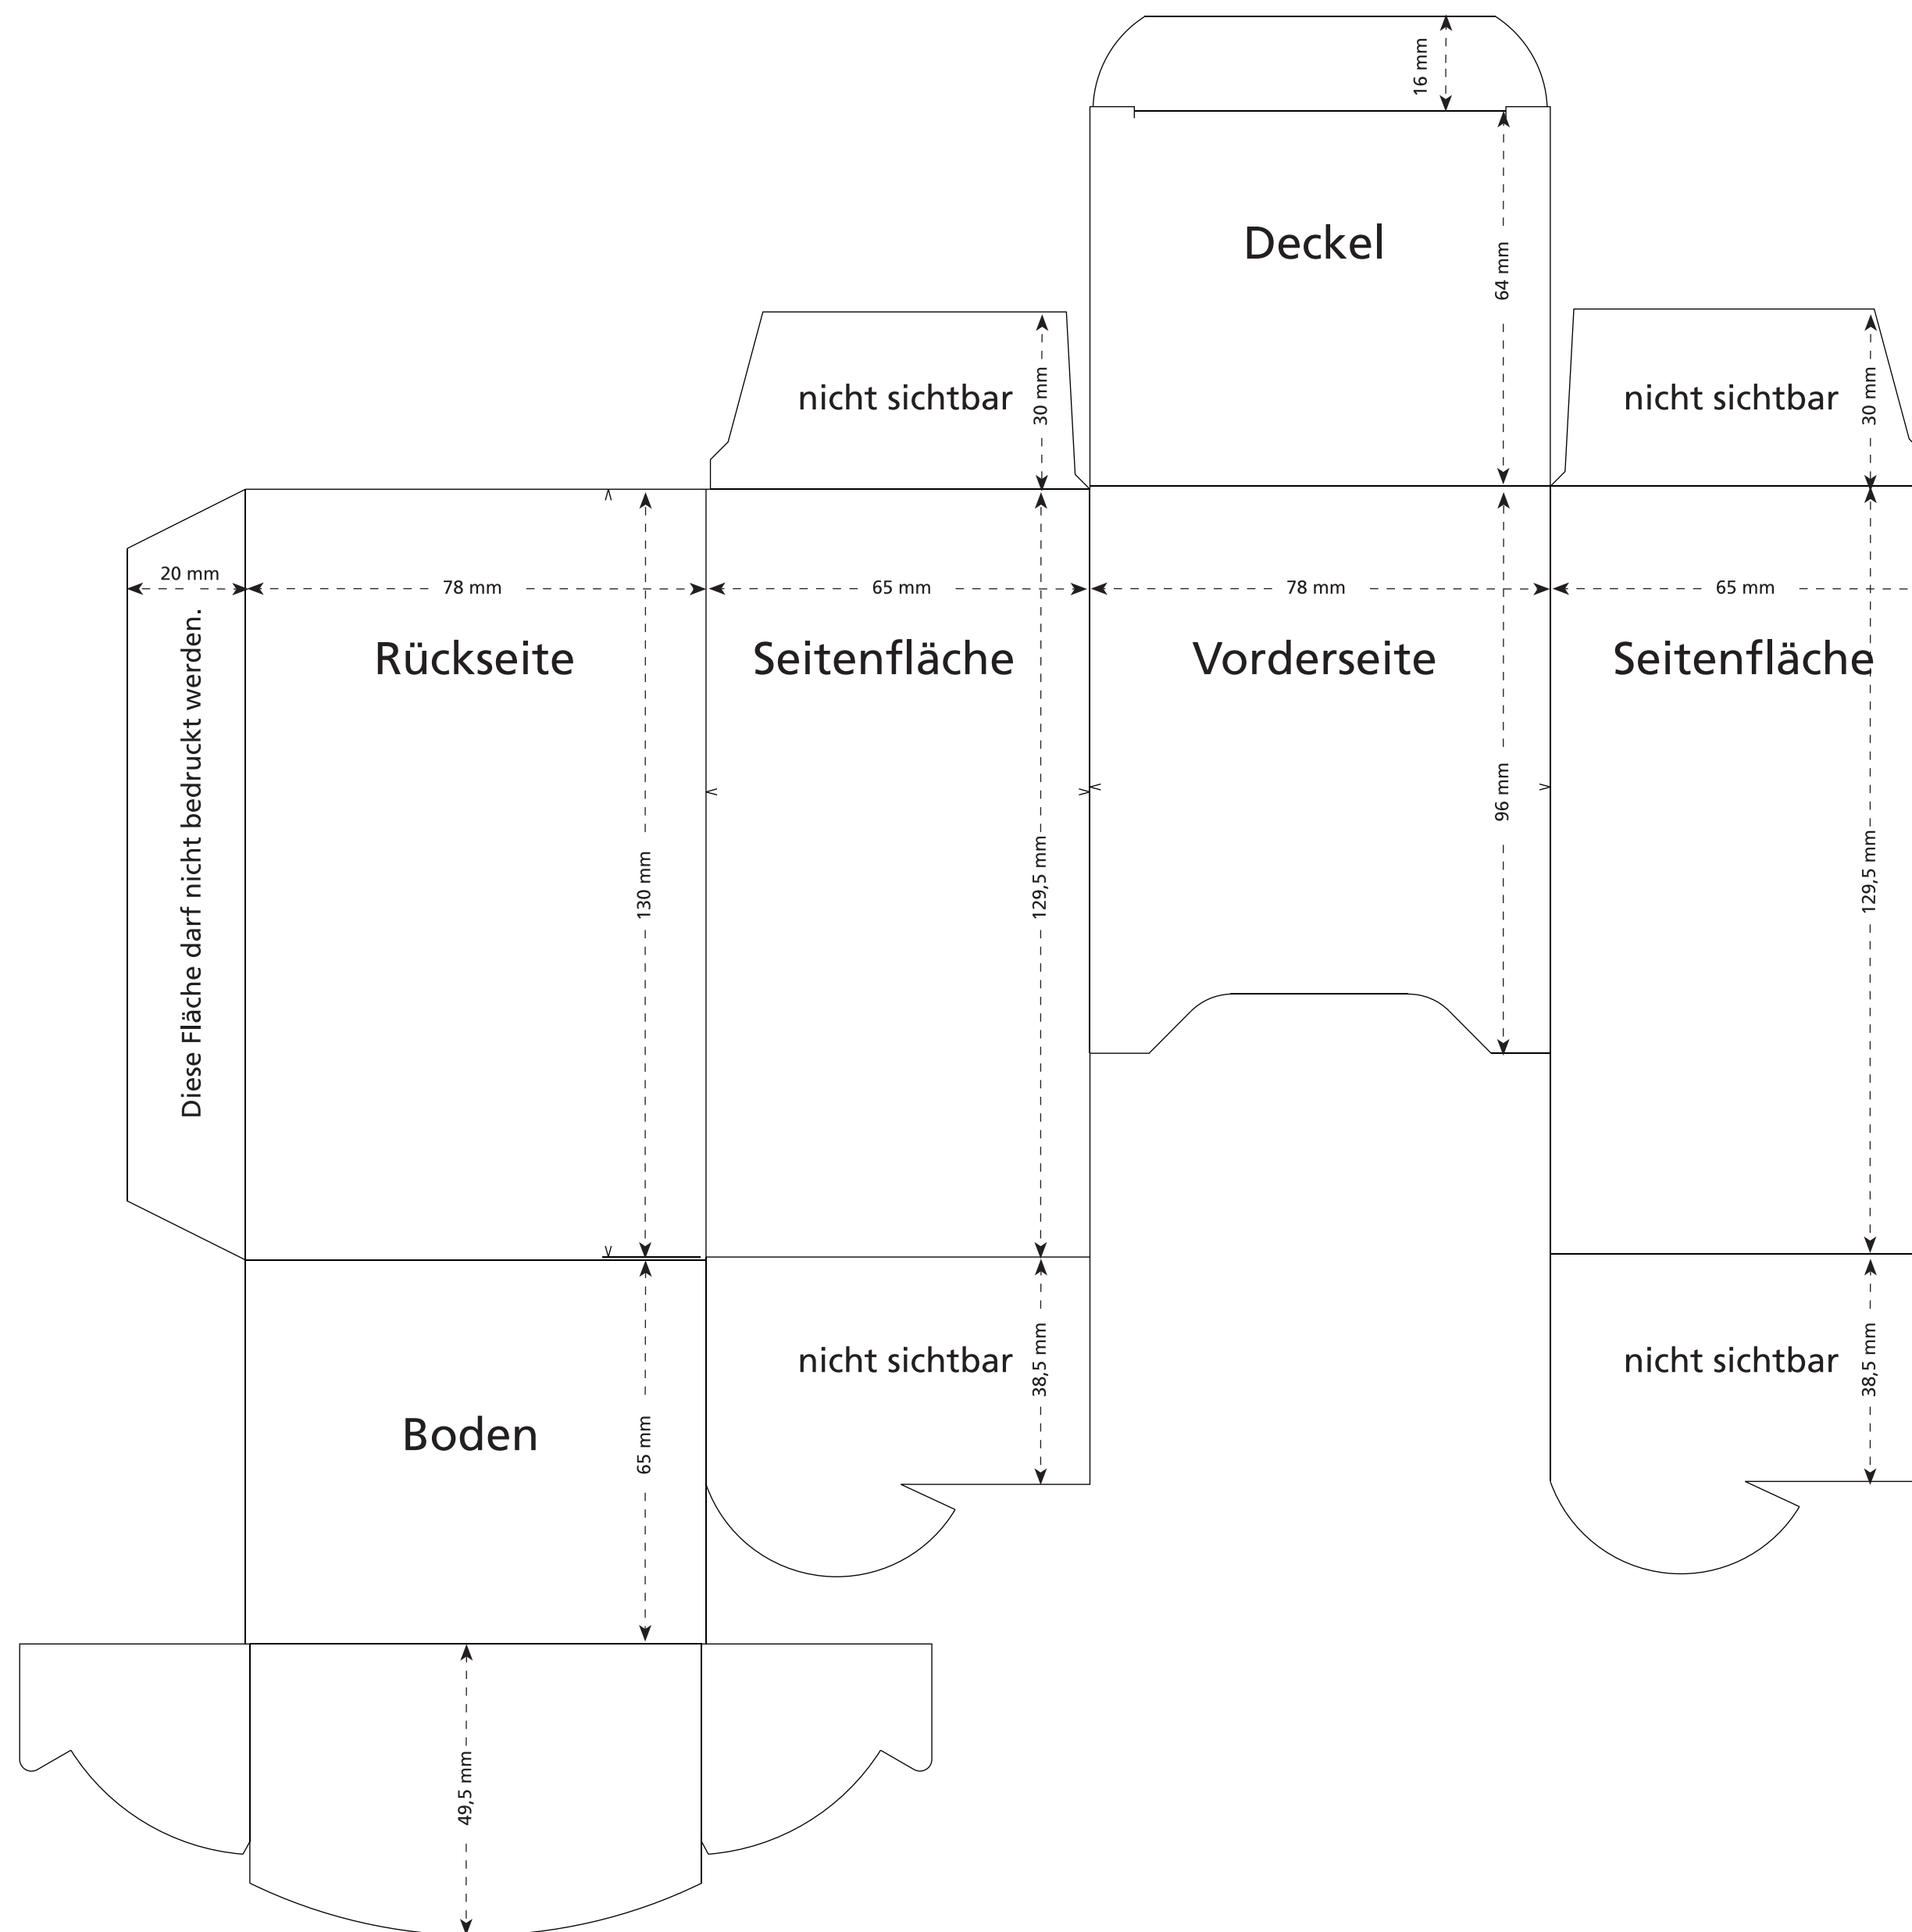 16 mm
Deckel
64 mm
nicht sichtbar
30 mm
nicht sichtbar
30 mm
20 mm
78 mm
65 mm
78 mm
65 mm
Diese Fläche darf nicht bedruckt werden.
Rückseite
Seitenfläche
Vorderseite
Seitenfläche
130 mm
129,5 mm
96 mm
129,5 mm
nicht sichtbar
38,5 mm
nicht sichtbar
38,5 mm
Boden
65 mm
49,5 mm